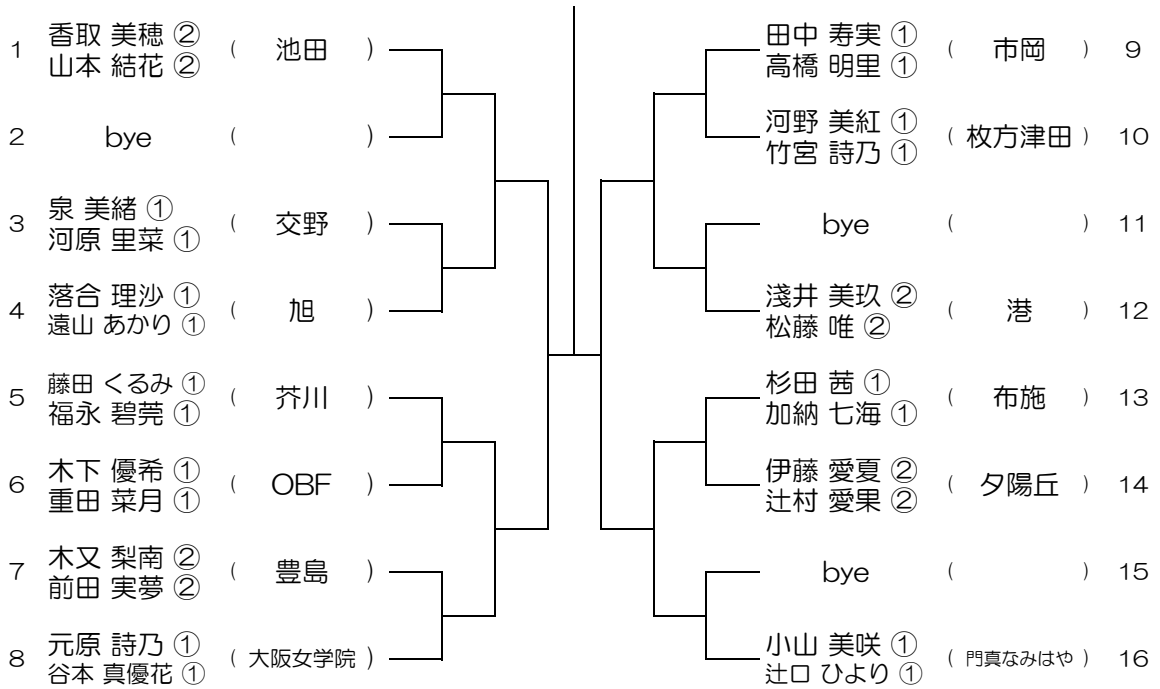 香取 美穂 ②
1 ( 池田 )
山本 結花 ②
2 bye ( )
泉 美緒 ①
3 ( 交野 )
河原 里菜 ①
落合 理沙 ①
4 ( 旭 )
遠山 あかり ①
藤田 くるみ ①
5 ( 芥川 )
福永 碧莞 ①
木下 優希 ①
6 ( OBF )
重田 菜月 ①
木又 梨南 ②
7 ( 豊島 )
前田 実夢 ②
元原 詩乃 ①
8 ( 大阪女学院 )
谷本 真優花 ①
田中 寿実 ①
( 市岡 ) 9
高橋 明里 ①
河野 美紅 ①
( 枚方津田 ) 10
竹宮 詩乃 ①
bye ( ) 11
淺井 美玖 ②
( 港 ) 12
松藤 唯 ②
杉田 茜 ①
( 布施 ) 13
加納 七海 ①
伊藤 愛夏 ②
( 夕陽丘 ) 14
辻村 愛果 ②
bye ( ) 15
小山 美咲 ①
( 門真なみはや ) 16
辻口 ひより ①